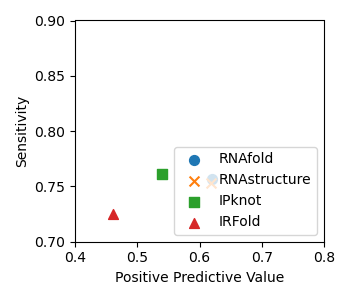 0.90
0.85
0.80
0.75
0.70
Sensitivity
RNAfold
RNAstructure
IPknot
IRFold
0.4 0.5 0.6 0.7 0.8
Positive Predictive Value